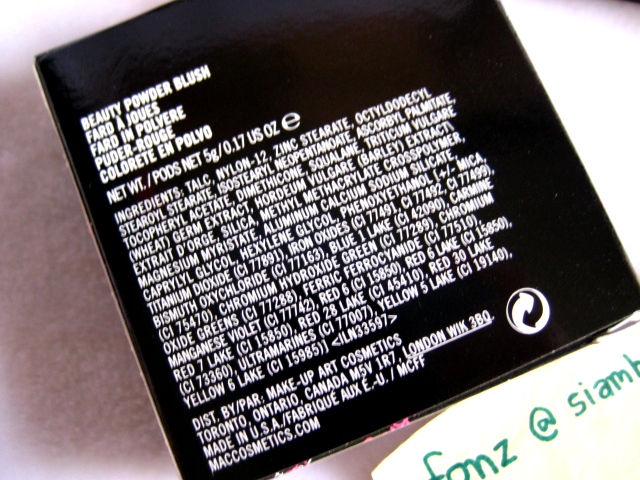 BEAUTY POWDER BLUSH
FARD À JOUES
FARD IN POLVERE
PUDER-ROUGE
COLORETE EN POLVO
NET WT./PODS NET 5g/0.17 US OZ e
INGREDIENTS: TALC, NYLON-12, ZINC STEARATE, OCTYLDODECYL
STEAROYL STEARATE, ISOSTEARYL NEOPENTANOATE, ASCORBYL PALMITATE,
TOCOPHERYL ACETATE, DIMETHICONE, SQUALANE, TRITICUM VULGARE
(WHEAT) GERM EXTRACT, HORDEUM VULGARE (BARLEY) EXTRACT\
EXTRAIT D'ORGE, SILICA, METHYL METHACRYLATE CROSSPOLYMER,
MAGNESIUM MYRISTATE, ALUMINUM CALCIUM SODIUM SILICATE,
CAPRYLYL GLYCOL, HEXYLENE GLYCOL, PHENOXYETHANOL, [+/- MICA,
TITANIUM DIOXIDE (CI 77891), IRON OXIDES (CI 77491, CI 77492, CI 77499),
BISMUTH OXYCHLORIDE (CI 77163), BLUE 1 LAKE (CI 42090), CARMINE
(CI 75470), CHROMIUM HYDROXIDE GREEN (CI 77289), CHROMIUM
OXIDE GREENS (CI 77288), FERRIC FERROCYANIDE (CI 77510),
MANGANESE VIOLET (CI 77742), RED 6 (CI 15850), RED 6 LAKE (CI 15850),
RED 7 LAKE (CI 15850), RED 28 LAKE (CI 45410), RED 30 LAKE
(CI 73360), ULTRAMARINES (CI 77007), YELLOW 5 LAKE (CI 19140),
YELLOW 6 LAKE (CI 15985)] <ILN33567>
DIST. BY/PAR: MAKE-UP ART COSMETICS
TORONTO, ONTARIO, CANADA M5V 1R7, LONDON W1K 3BQ.
MADE IN U.S.A./FABRIQUÉ AUX É.-U. / MCFF
MACCOSMETICS.COM
fonz @ siamb